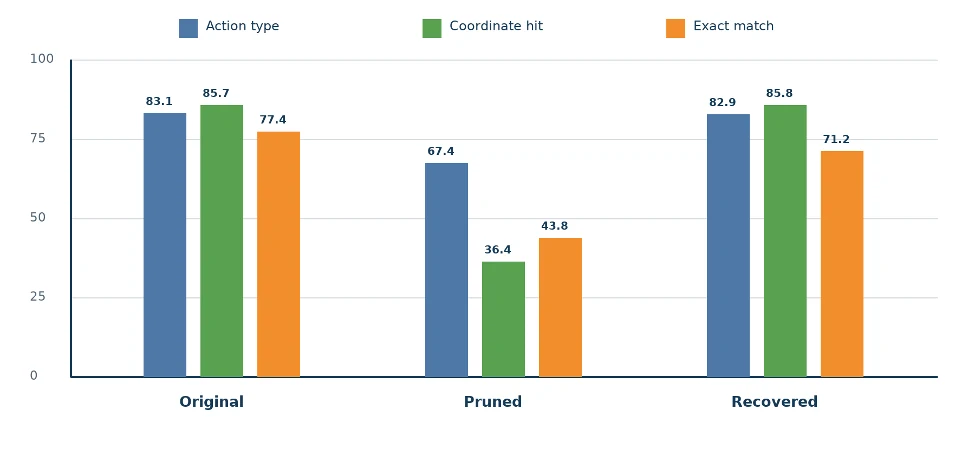 Action type Coordinate hit Exact match
100
83.1 85.7 77.4 67.4 36.4 43.8 82.9 85.8 71.2
75
50
25
0
Original Pruned Recovered